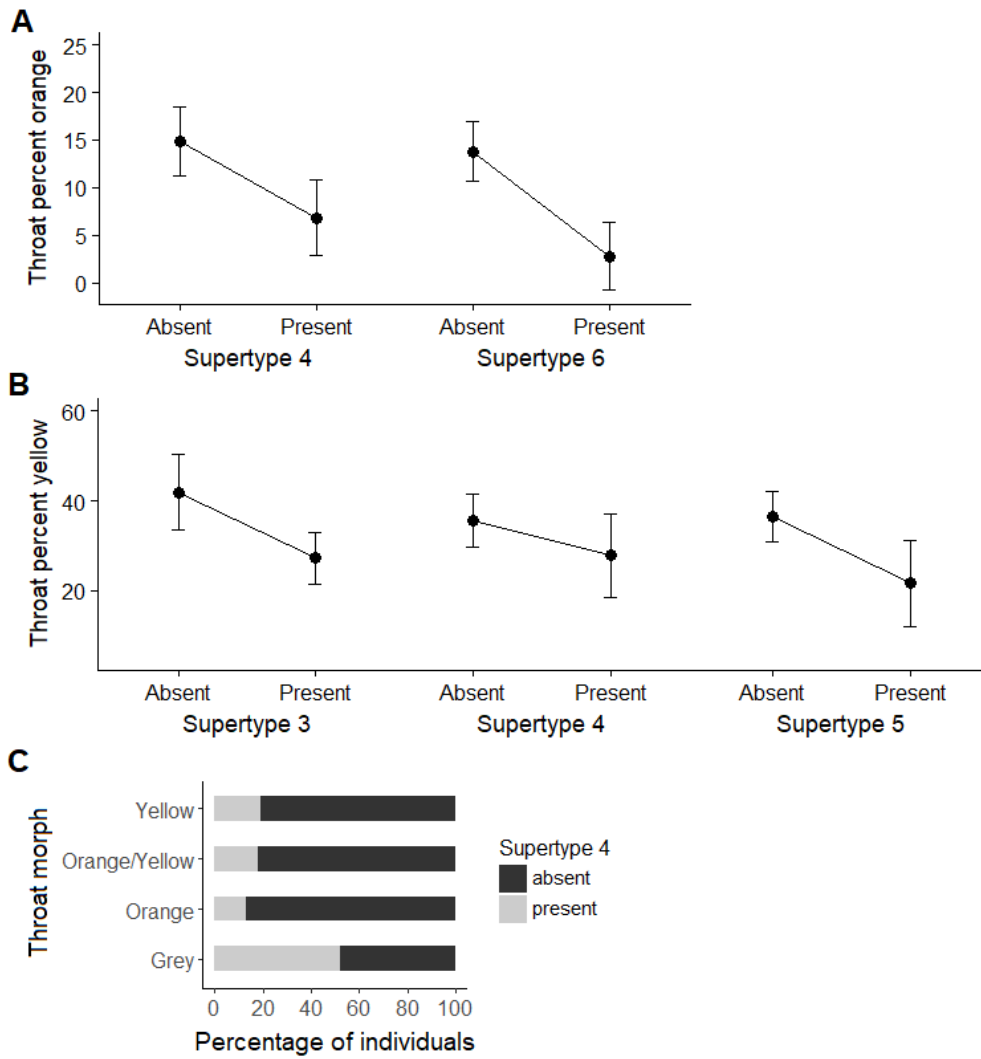 A
Throat percent orange
25
20
15
10
5
0
Absent Present Absent Present
Supertype 4 Supertype 6
B
Throat percent yellow
60
40
20
Absent Present Absent Present Absent Present
Supertype 3 Supertype 4 Supertype 5
C
Throat morph
Yellow
Orange/Yellow
Orange
Grey
0 20 40 60 80 100
Percentage of individuals
Supertype 4
absent
present